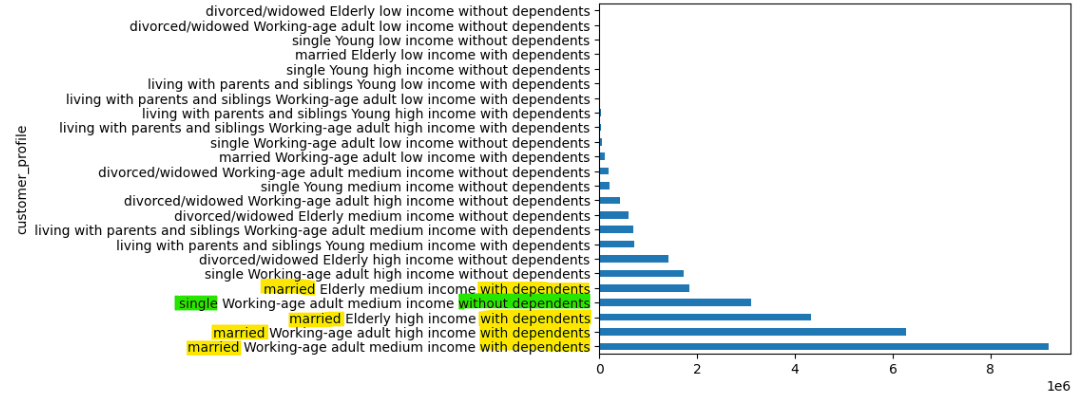 customer_profile
divorced/widowed Elderly low income without dependents
divorced/widowed Working-age adult low income without dependents
single Young low income without dependents
married Elderly low income with dependents
single Young high income without dependents
living with parents and siblings Young low income with dependents
living with parents and siblings Working-age adult low income with dependents
living with parents and siblings Young high income with dependents
living with parents and siblings Working-age adult high income with dependents
single Working-age adult low income without dependents
married Working-age adult low income with dependents
divorced/widowed Working-age adult medium income without dependents
single Young medium income without dependents
divorced/widowed Working-age adult high income without dependents
divorced/widowed Elderly medium income without dependents
living with parents and siblings Working-age adult medium income with dependents
living with parents and siblings Young medium income with dependents
divorced/widowed Elderly high income without dependents
single Working-age adult high income without dependents
married Elderly medium income with dependents
single Working-age adult medium income without dependents
married Elderly high income with dependents
married Working-age adult high income with dependents
married Working-age adult medium income with dependents
0 2 4 6 8
1e6